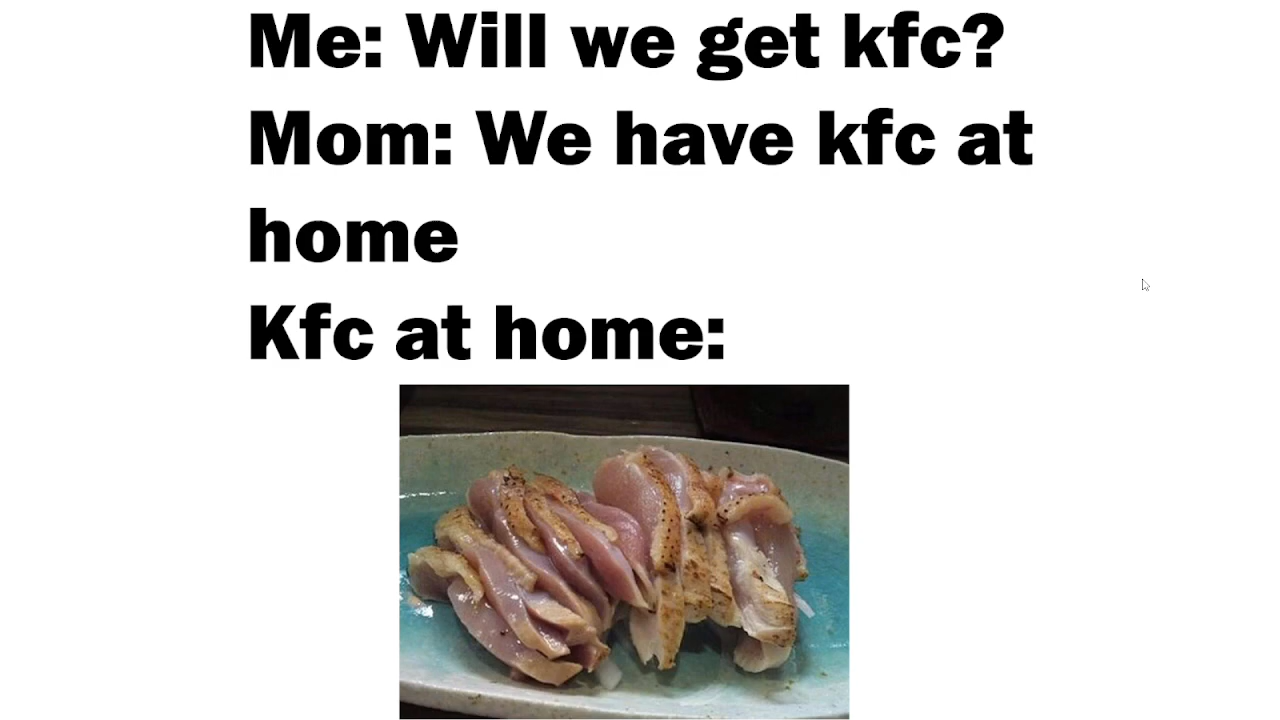 Me: Will we get kfc?
Mom: We have kfc at
home
Kfc at home: